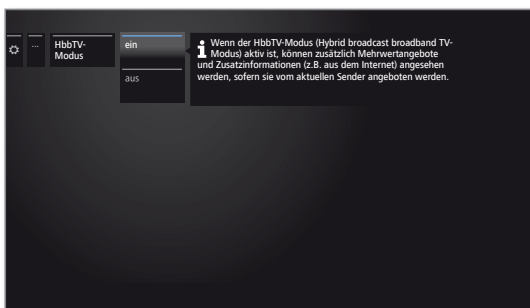 ...
HbbTV-
Modus
ein
aus
Wenn der HbbTV-Modus (Hybrid broadcast broadband TV-
Modus) aktiv ist, können zusätzlich Mehrwertangebote
und Zusatzinformationen (z.B. aus dem Internet) angesehen
werden, sofern sie vom aktuellen Sender angeboten werden.